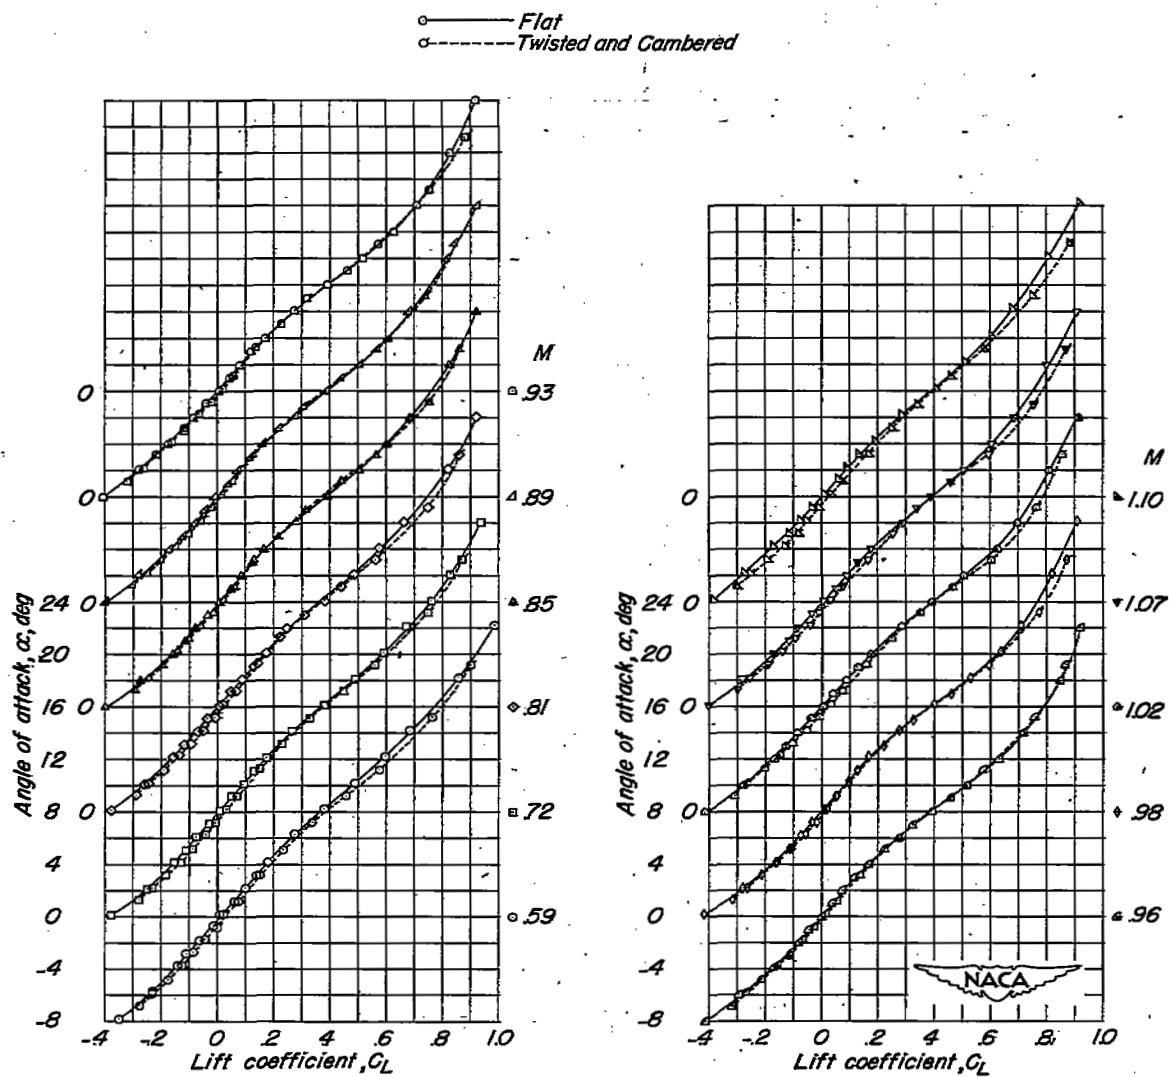 Flat
Twisted and Cambered
M
0 .93
0 .89
24 0 .85
20
16 0 .81
12
8 0 .72
4
0 .59
-4
-8
-.4 -.2 0 .2 .4 .6 .8 1.0
Lift coefficient, CL
Angle of attack, α, deg
M
0 1.10
24 0 1.07
20
16 0 1.02
12
8 0 .98
4
0 .96
-4
-8
-.4 -.2 0 .2 .4 .6 .8 1.0
Lift coefficient, CL
Angle of attack, α, deg
NACA